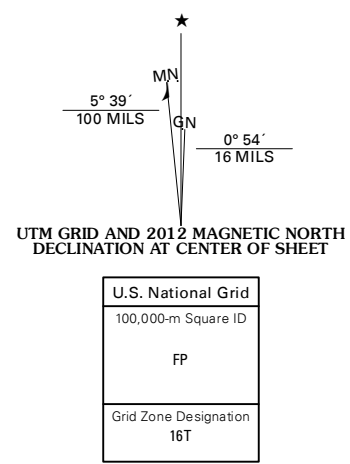 ★
MN
5° 39´
100 MILS
GN
0° 54´
16 MILS
UTM GRID AND 2012 MAGNETIC NORTH
DECLINATION AT CENTER OF SHEET
U.S. National Grid
100,000-m Square ID
FP
Grid Zone Designation
16T